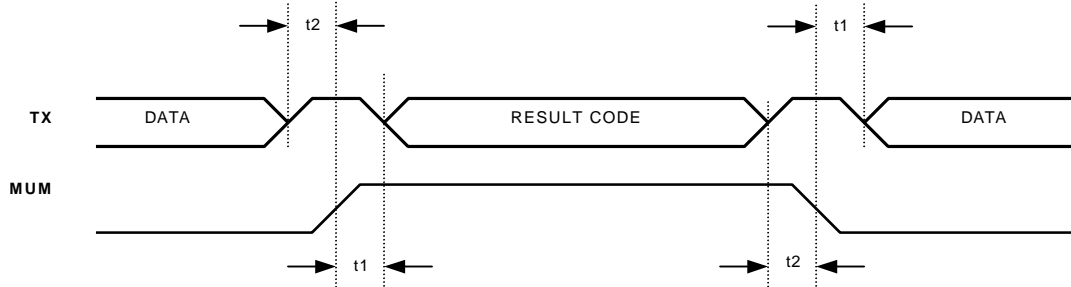 t2
t1
TX
DATA
RESULT CODE
DATA
MUM
t1
t2